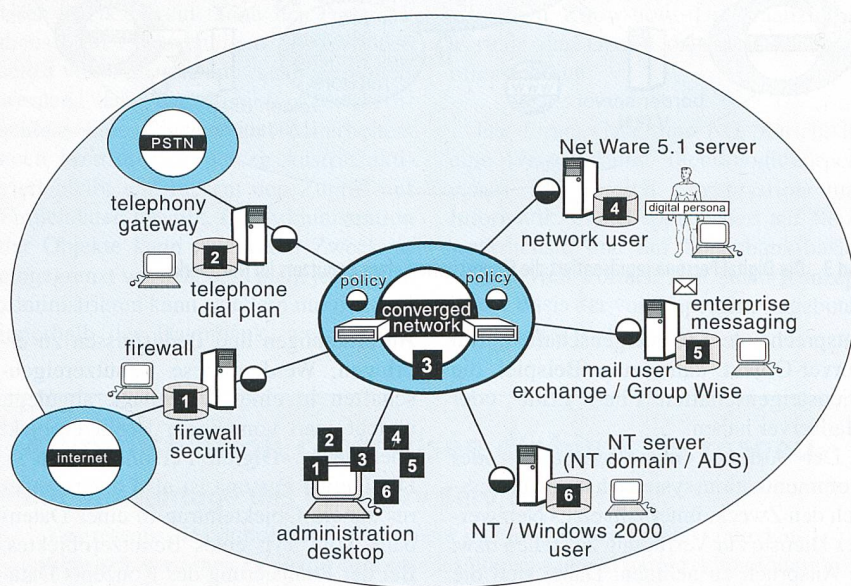 PSTN
telephony
gateway
2
telephone
dial plan
firewall
1
firewall
security
internet
policy
policy
converged
network
3
Net Ware 5.1 server
4
digital persona
network user
enterprise
messaging
5
mail user
exchange / Group Wise
NT server
(NT domain / ADS)
6
NT / Windows 2000
user
2
4
1
3
5
6
administration
desktop